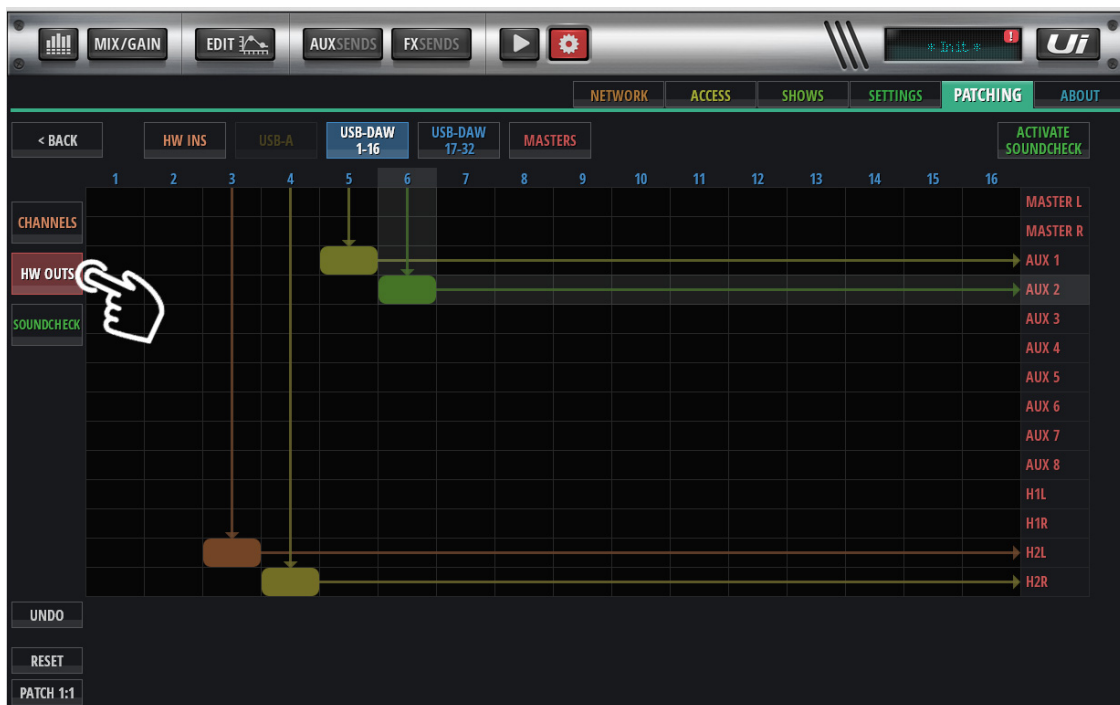 MIX/GAIN EDIT AUXSENDS FXSENDS * Init * ! Ui
NETWORK ACCESS SHOWS SETTINGS PATCHING ABOUT
< BACK HW INS USB-A USB-DAW 1-16 USB-DAW 17-32 MASTERS ACTIVATE SOUNDCHECK
1 2 3 4 5 6 7 8 9 10 11 12 13 14 15 16
MASTER L
CHANNELS
MASTER R
AUX 1
HW OUTS
AUX 2
SOUNDCHECK
AUX 3
AUX 4
AUX 5
AUX 6
AUX 7
AUX 8
H1L
H1R
H2L
H2R
UNDO
RESET
PATCH 1:1